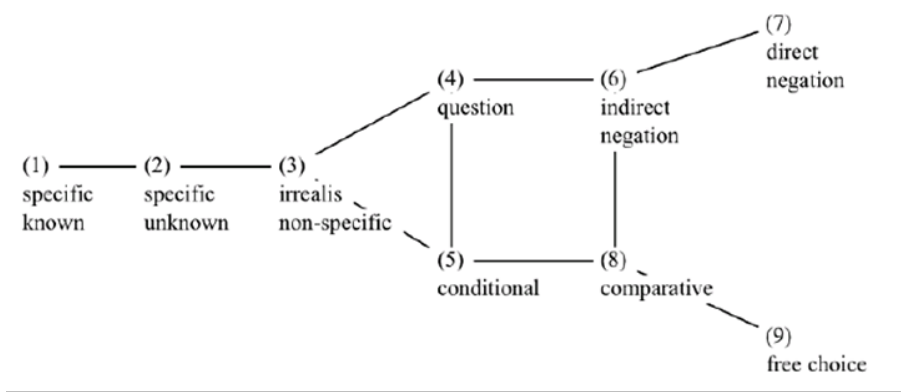 (7)
direct
negation
(4)
question
(6)
indirect
negation
(1)
specific
known
(2)
specific
unknown
(3)
irrealis
non-specific
(5)
conditional
(8)
comparative
(9)
free choice